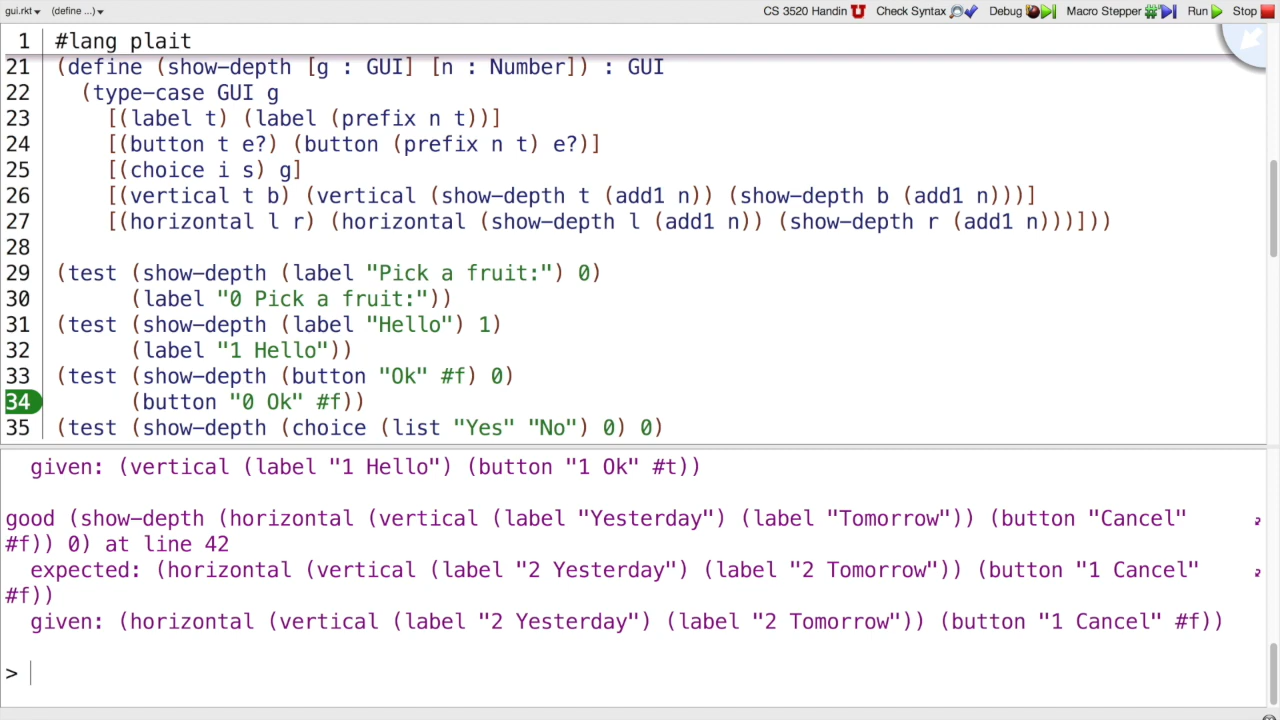 gui.rkt▾ (define ...)▾ CS 3520 Handin Check Syntax Debug Macro Stepper Run Stop
1 #lang plait
21 (define (show-depth [g : GUI] [n : Number]) : GUI
22 (type-case GUI g
23 [(label t) (label (prefix n t))]
24 [(button t e?) (button (prefix n t) e?)]
25 [(choice i s) g]
26 [(vertical t b) (vertical (show-depth t (add1 n)) (show-depth b (add1 n)))]
27 [(horizontal l r) (horizontal (show-depth l (add1 n)) (show-depth r (add1 n)))]))
28
29 (test (show-depth (label "Pick a fruit:") 0)
30 (label "0 Pick a fruit:"))
31 (test (show-depth (label "Hello") 1)
32 (label "1 Hello"))
33 (test (show-depth (button "Ok" #f) 0)
34 (button "0 Ok" #f))
35 (test (show-depth (choice (list "Yes" "No") 0) 0)
given: (vertical (label "1 Hello") (button "1 Ok" #t))
good (show-depth (horizontal (vertical (label "Yesterday") (label "Tomorrow")) (button "Cancel"
#f)) 0) at line 42
expected: (horizontal (vertical (label "2 Yesterday") (label "2 Tomorrow")) (button "1 Cancel"
#f))
given: (horizontal (vertical (label "2 Yesterday") (label "2 Tomorrow")) (button "1 Cancel" #f))
>